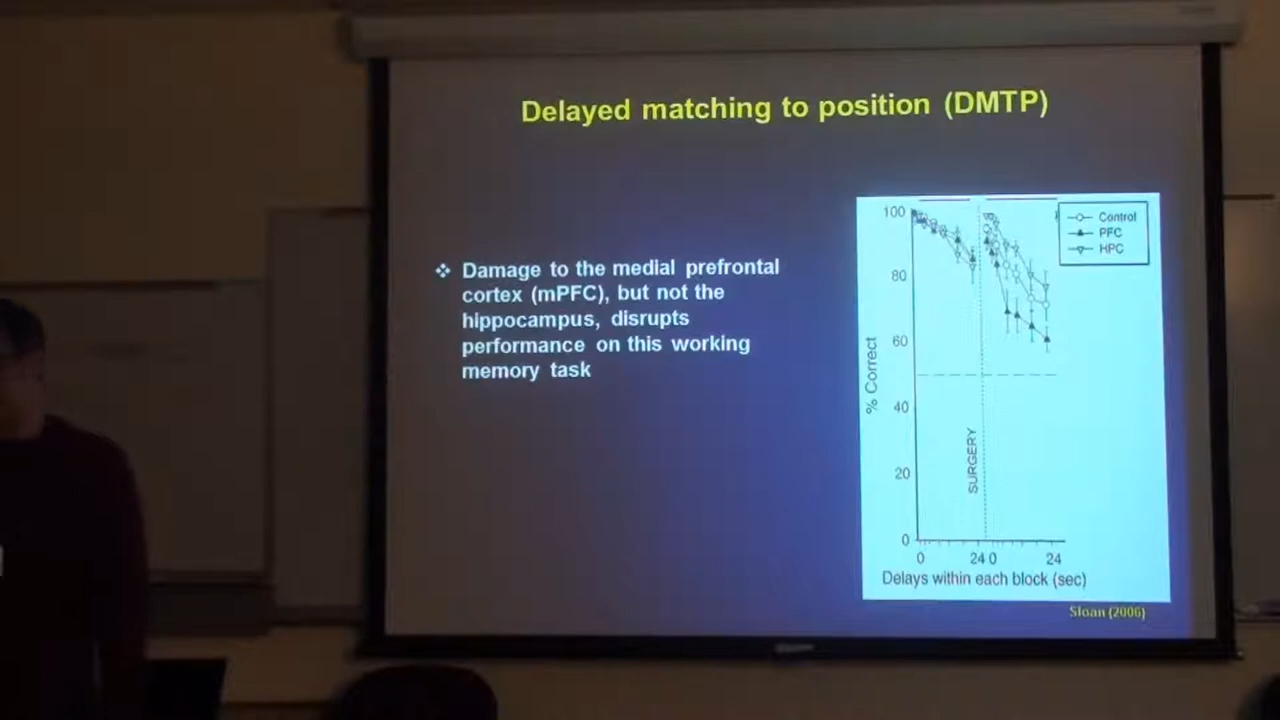 Delayed matching to position (DMTP)
❖ Damage to the medial prefrontal
cortex (mPFC), but not the
hippocampus, disrupts
performance on this working
memory task
100
80
60
40
20
0
% Correct
SURGERY
Control
PFC
HPC
0 24 0 24
Delays within each block (sec)
Sloan (2006)